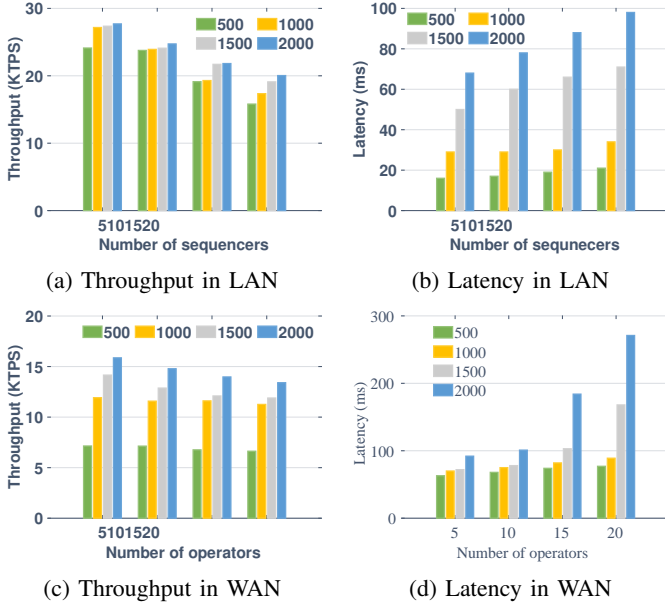 30
20
10
0
Throughput (KTPS)
500 1000
1500 2000
5101520
Number of sequencers
(a) Throughput in LAN
100
80
60
40
20
0
Latency (ms)
500 1000
1500 2000
5101520
Number of sequnecers
(b) Latency in LAN
20
15
10
5
0
Throughput (KTPS)
500 1000 1500 2000
5101520
Number of operators
(c) Throughput in WAN
300
200
100
0
Latency (ms)
500
1000
1500
2000
5 10 15 20
Number of operators
(d) Latency in WAN